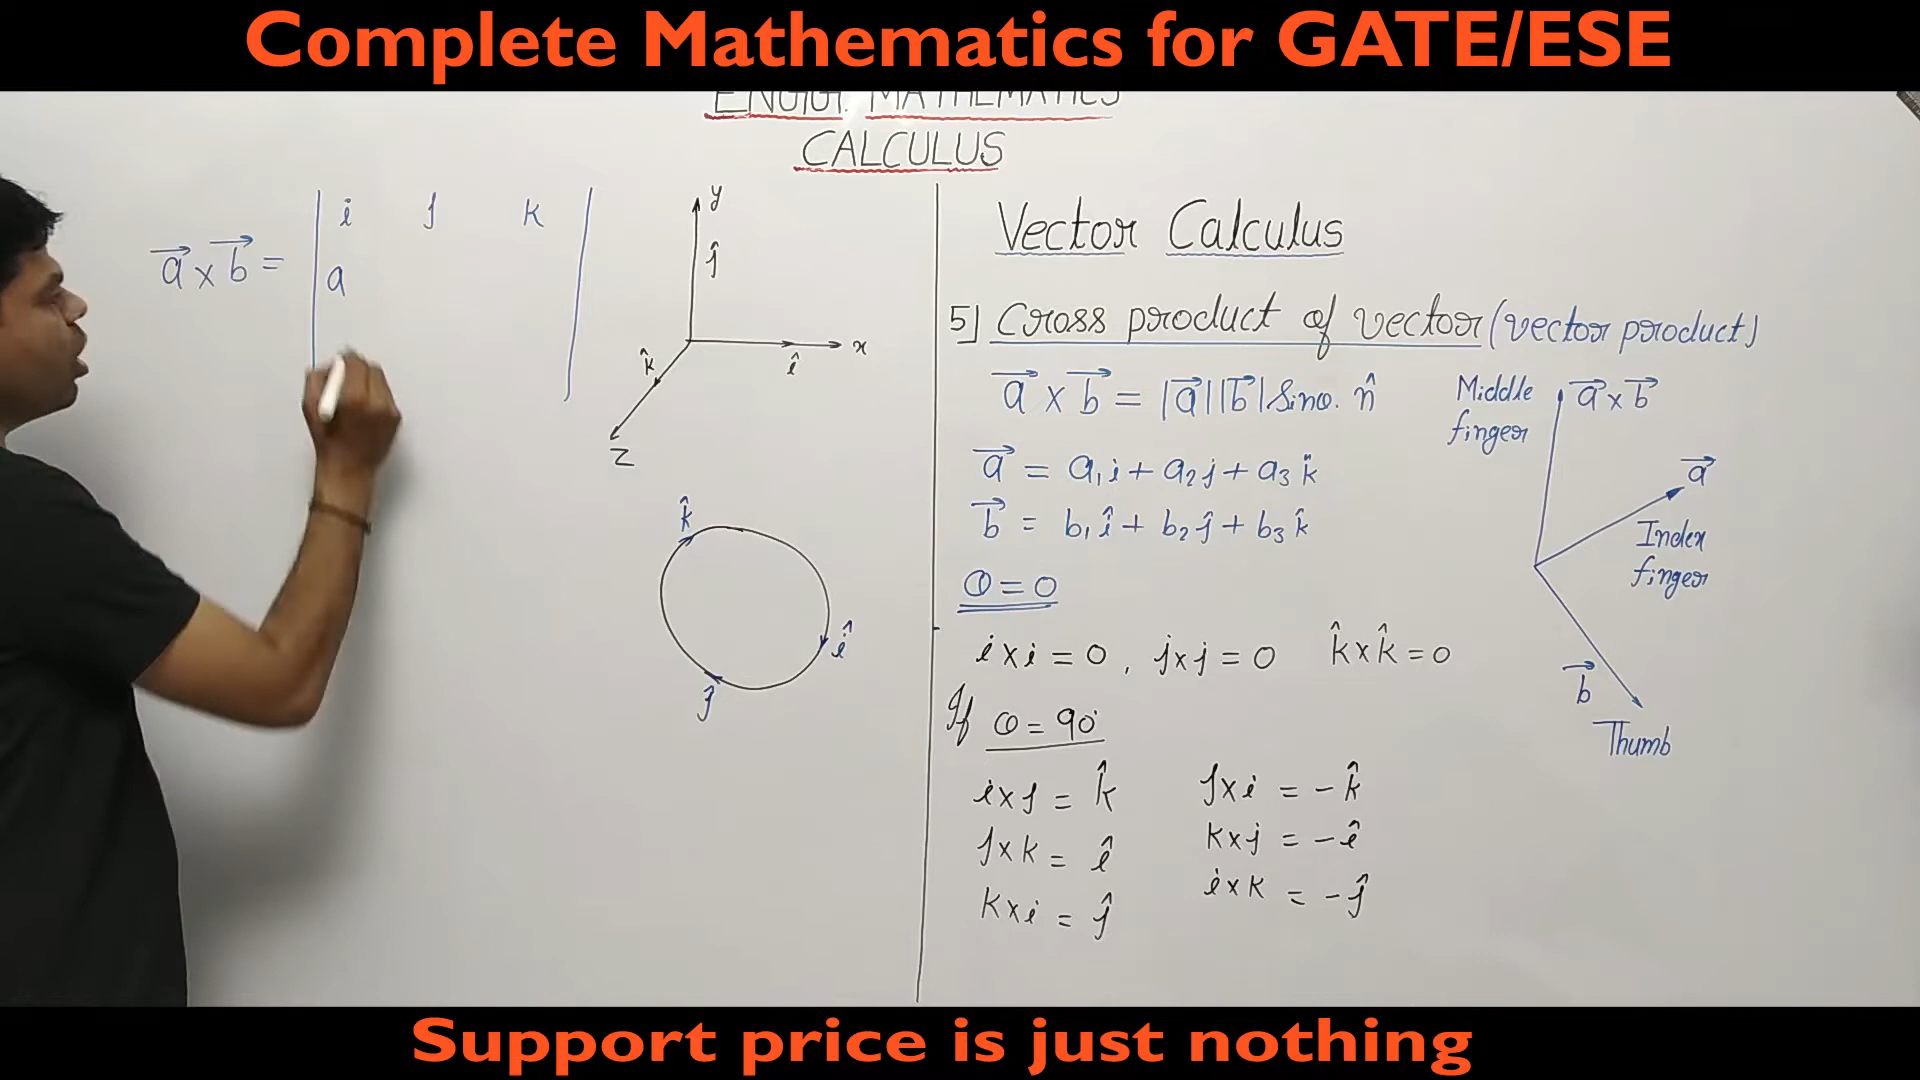 Complete Mathematics for GATE/ESE
ENGG. MATHEMATICS
CALCULUS
i j k
a⃗ x b⃗ =
a
y
ĵ
x
î
k̂
z
k̂
î
ĵ
Vector Calculus
5] Cross product of vector (vector product)
a⃗ x b⃗ = |a⃗| |b⃗| Sinθ. n̂
a⃗ = a₁i + a₂j + a₃k̂
b⃗ = b₁î + b₂ĵ + b₃k̂
θ = 0
i x i = 0 , j x j = 0 k̂ x k̂ = 0
If θ = 90°
i x j = k̂ j x i = - k̂
j x k = î k x j = - î
k x i = ĵ i x k = - ĵ
Middle
finger
a⃗ x b⃗
a⃗
Index
finger
b⃗
Thumb
Support price is just nothing